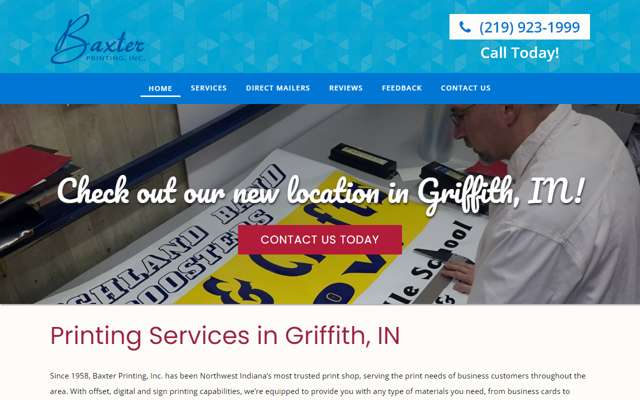 Baxter
PRINTING, INC.
(219) 923-1999
Call Today!
HOME SERVICES DIRECT MAILERS REVIEWS FEEDBACK CONTACT US
Check out our new location in Griffith, IN!
HIGHLAND BAND
BOOSTERS
CONTACT US TODAY
Printing Services in Griffith, IN
Since 1958, Baxter Printing, Inc. has been Northwest Indiana's most trusted print shop, serving the print needs of business customers throughout the
area. With offset, digital and sign printing capabilities, we're equipped to provide you with any type of materials you need, from business cards to